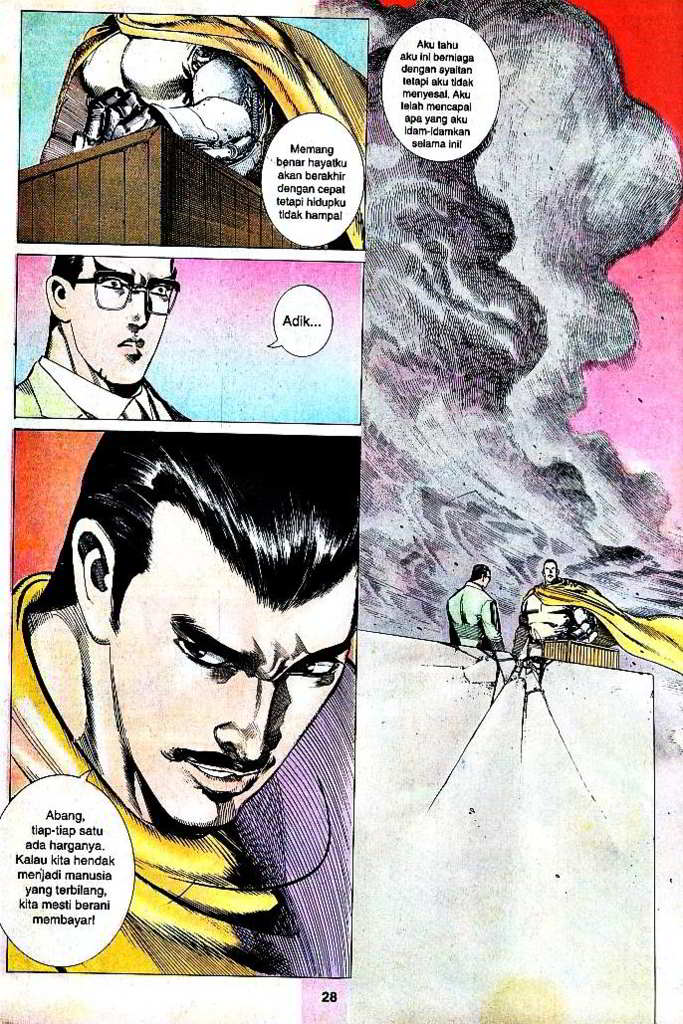 Memang
benar hayatku
akan berakhir
dengan cepat
tetapi hidupku
tidak hampa!
Adik...
Abang,
tiap-tiap satu
ada harganya.
Kalau kita hendak
menjadi manusia
yang terbilang,
kita mesti berani
membayar!
Aku tahu
aku ini berniaga
dengan syaitan
tetapi aku tidak
menyesal. Aku
telah mencapai
apa yang aku
idam-idamkan
selama ini!
28